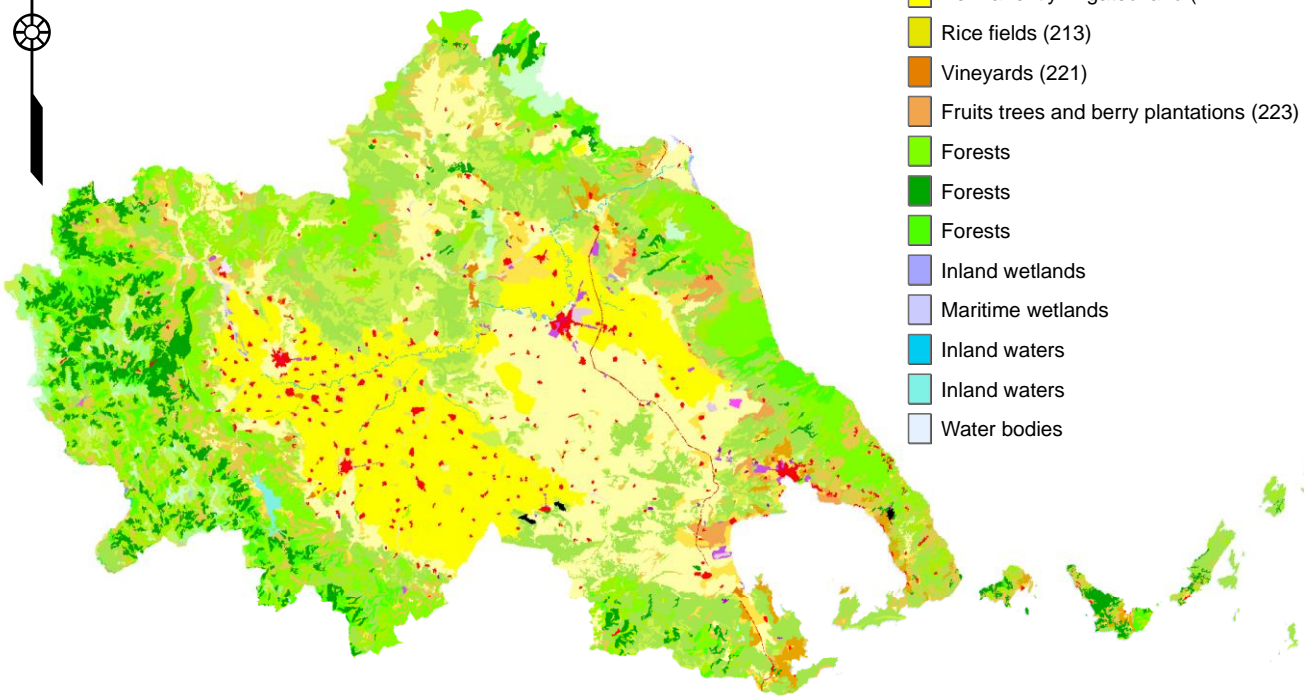 Rice fields (213)
Vineyards (221)
Fruits trees and berry plantations (223)
Forests
Forests
Forests
Inland wetlands
Maritime wetlands
Inland waters
Inland waters
Water bodies